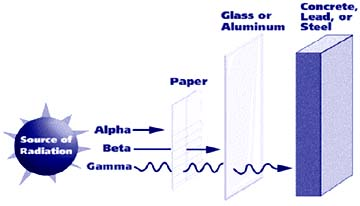 Concrete,
Lead, or
Steel
Glass or
Aluminum
Paper
Source of
Radiation
Alpha
Beta
Gamma